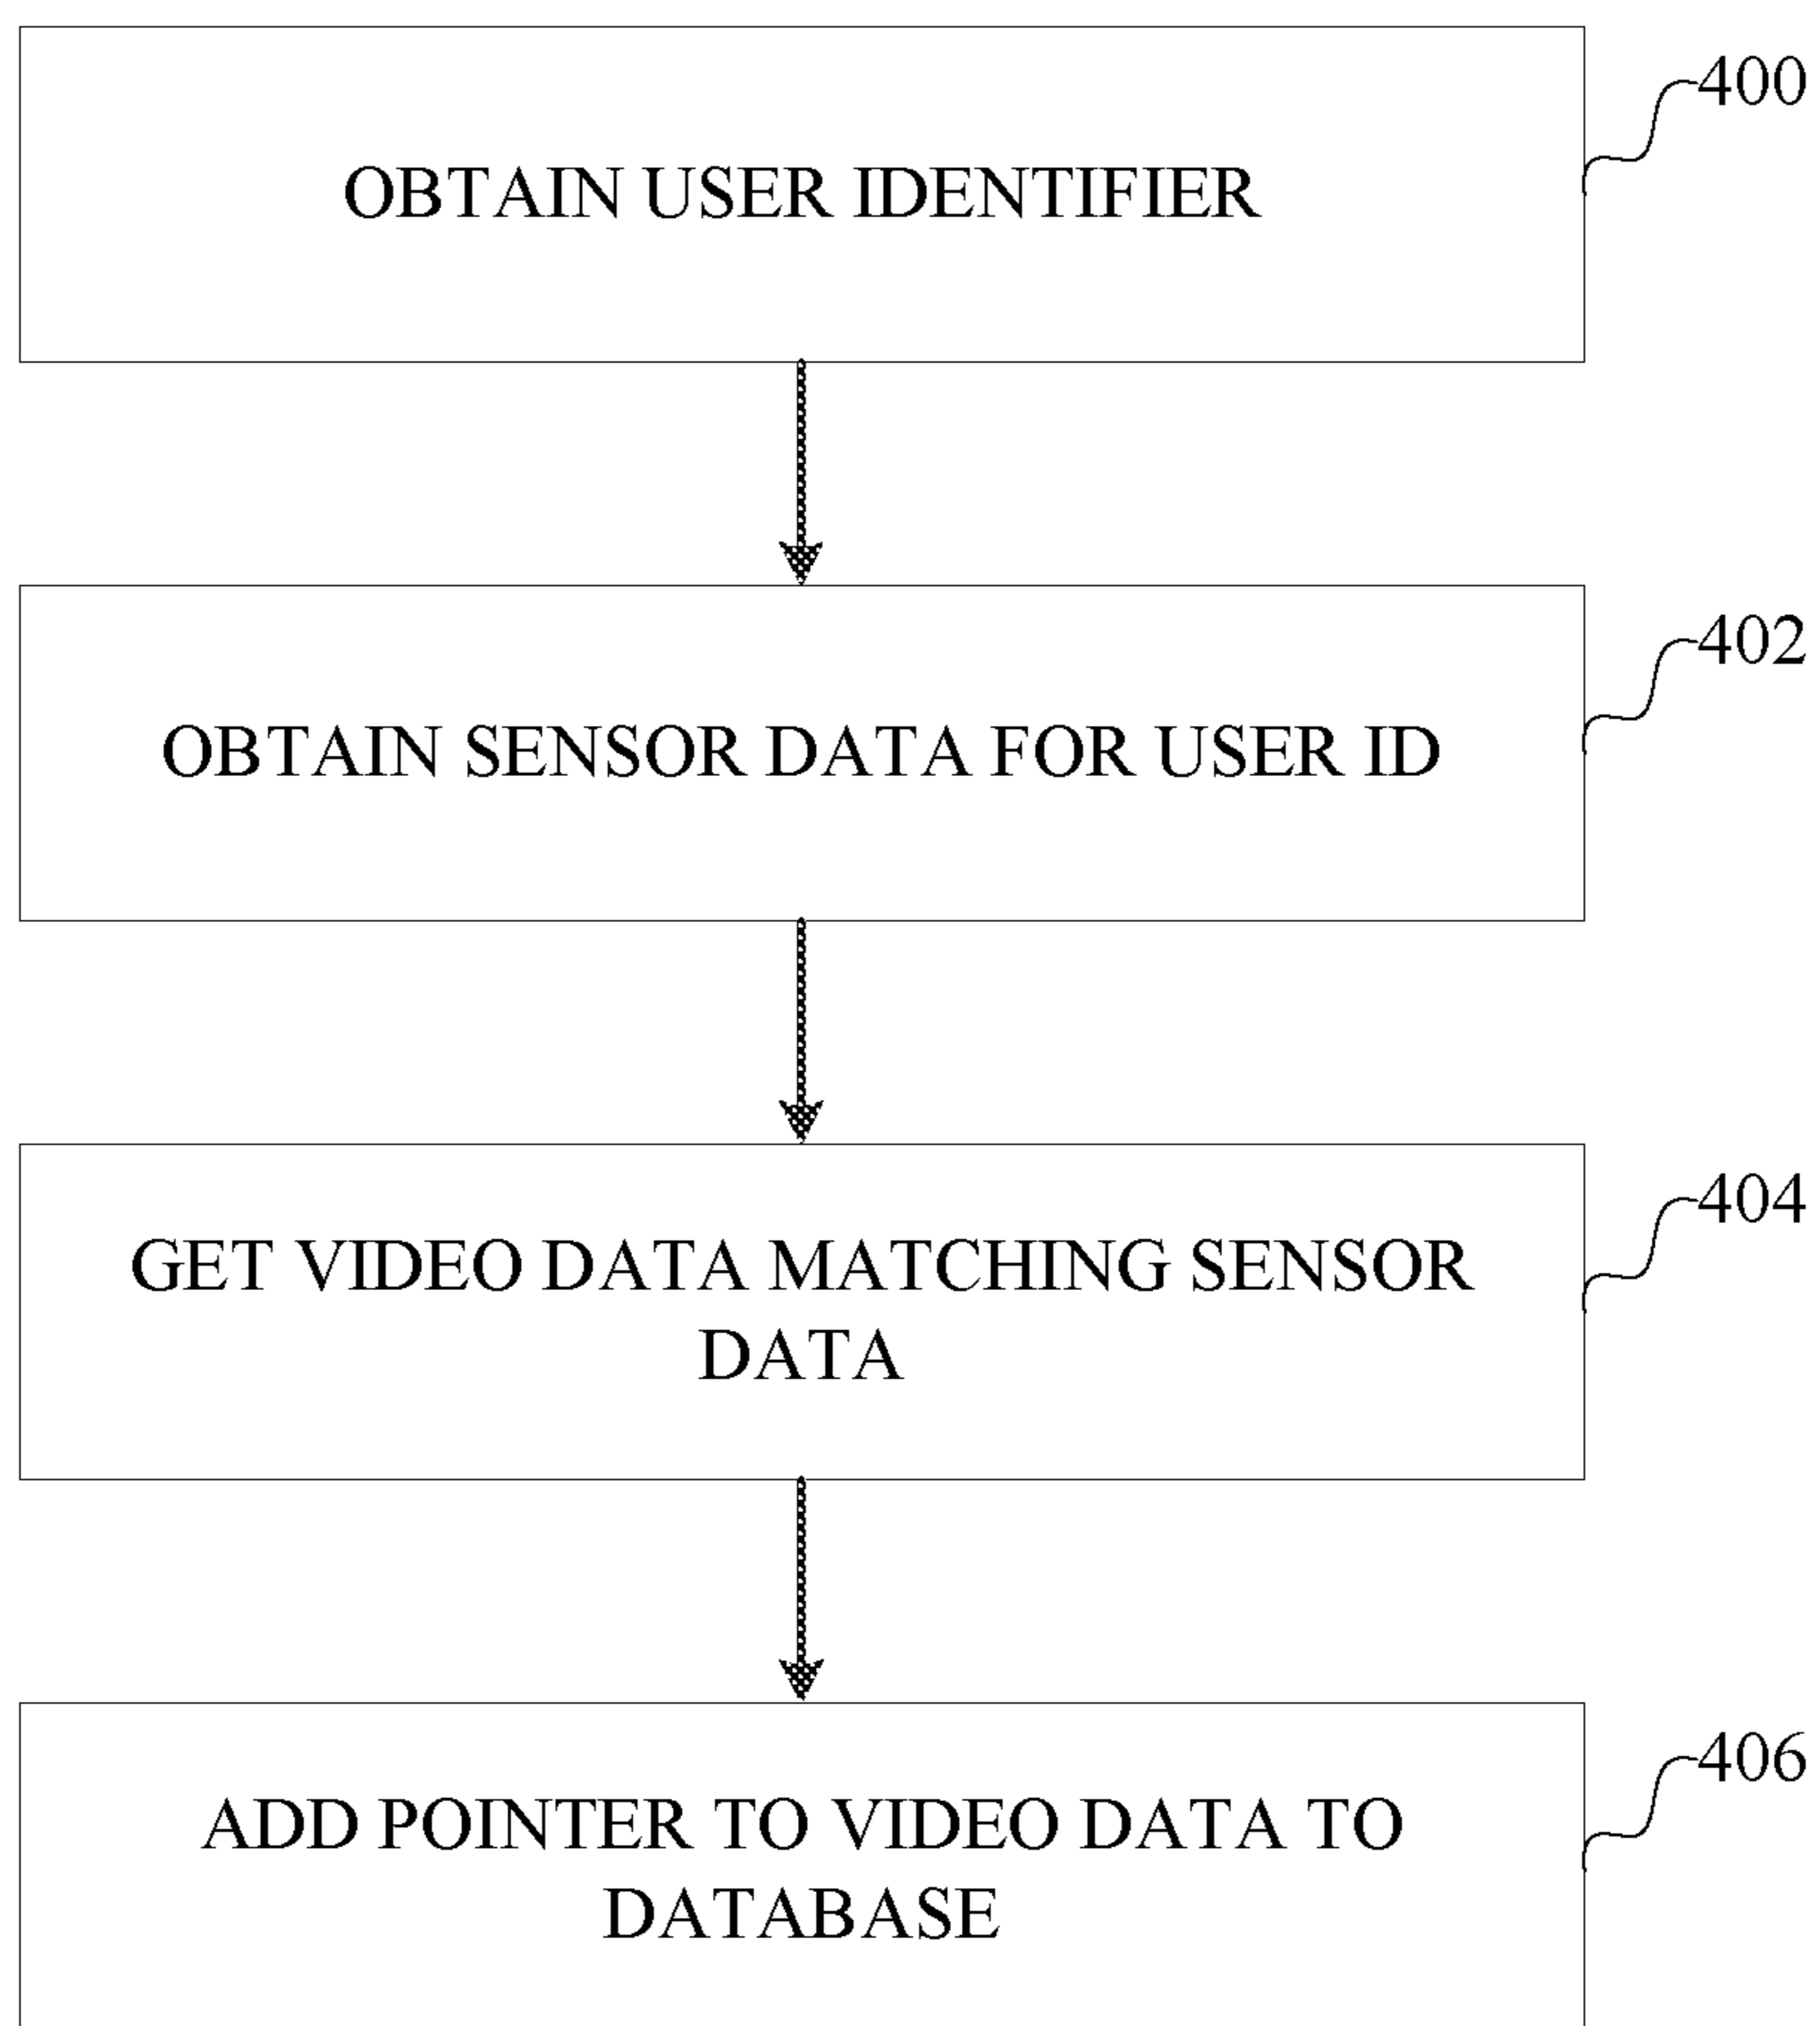 400
OBTAIN USER IDENTIFIER
402
OBTAIN SENSOR DATA FOR USER ID
404
GET VIDEO DATA MATCHING SENSOR
DATA
406
ADD POINTER TO VIDEO DATA TO
DATABASE